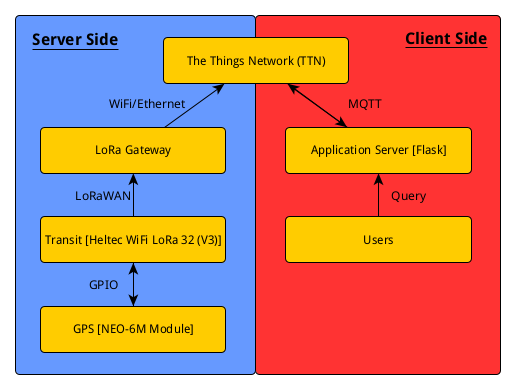 Server Side
Client Side
The Things Network (TTN)
WiFi/Ethernet
MQTT
LoRa Gateway
Application Server [Flask]
LoRaWAN
Query
Transit [Heltec WiFi LoRa 32 (V3)]
Users
GPIO
GPS [NEO-6M Module]